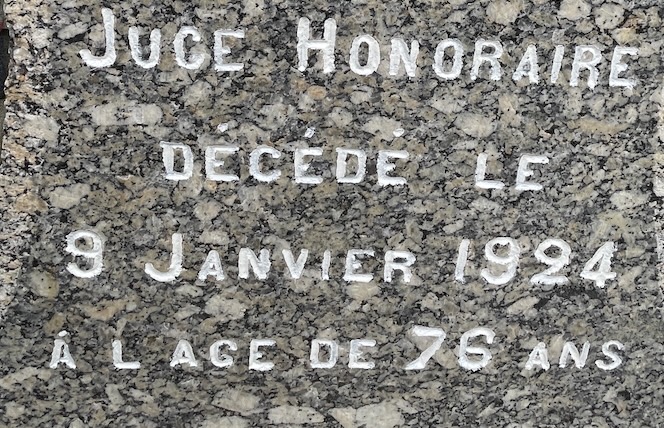 JUGE HONORAIRE
DÉCÉDÉ LE
9 JANVIER 1924
À L AGE DE 76 ANS